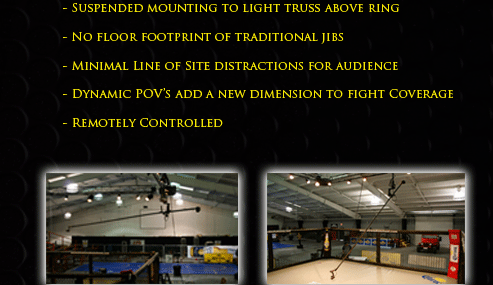 - Suspended mounting to light truss above ring
- No floor footprint of traditional jibs
- Minimal Line of Site distractions for audience
- Dynamic POV's add a new dimension to fight Coverage
- Remotely Controlled